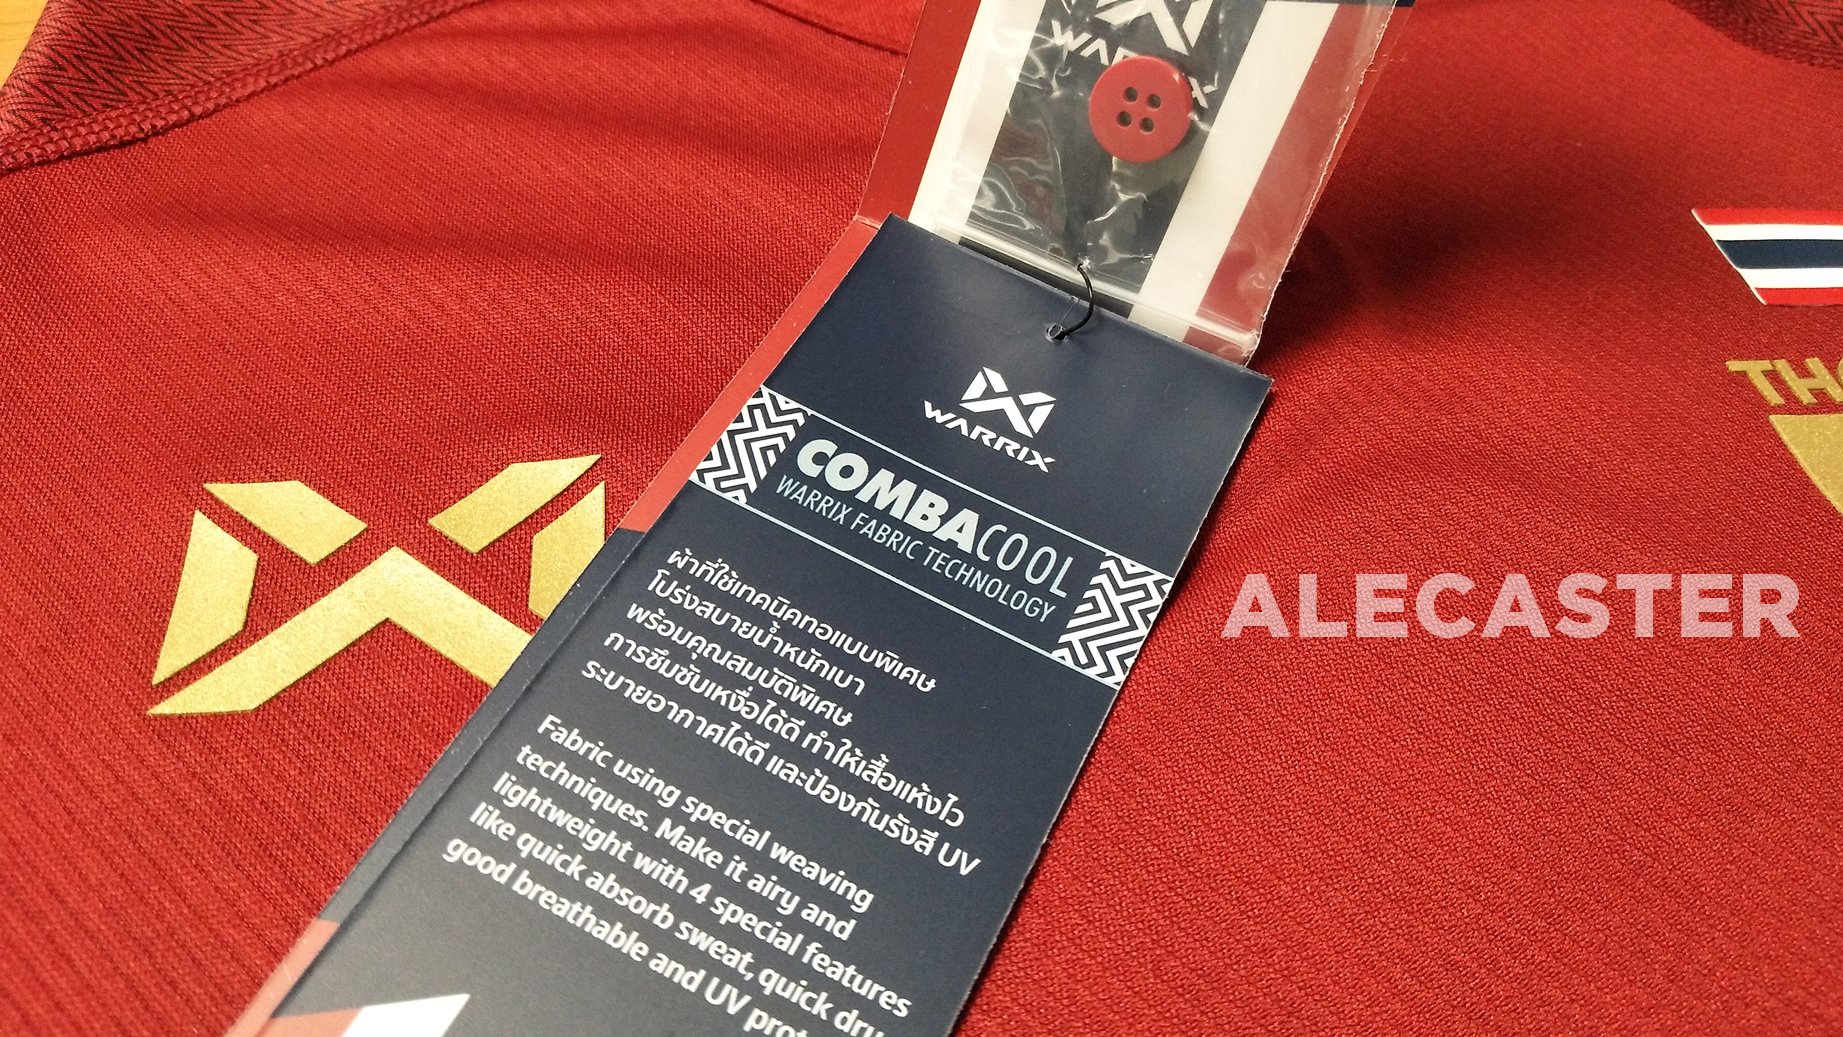 WARRIX
WARRIX
COMBACOOL
WARRIX FABRIC TECHNOLOGY
ผ้าที่ใช้เทคนิคทอแบบพิเศษ
โปร่งสบายน้ำหนักเบา
พร้อมคุณสมบัติพิเศษ
การซึมซับเหงื่อได้ดี ทำให้เสื้อแห้งไว
ระบายอากาศได้ดี และป้องกันรังสี UV
Fabric using special weaving
techniques. Make it airy and
lightweight with 4 special features
like quick absorb sweat, quick dry
good breathable and UV
ALECASTER